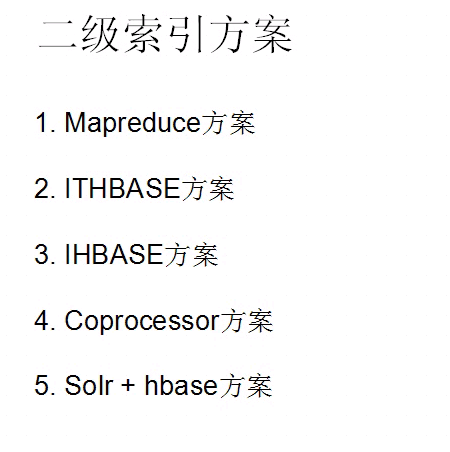 二级索引方案
1. Mapreduce方案
2. ITHBASE方案
3. IHBASE方案
4. Coprocessor方案
5. Solr + hbase方案